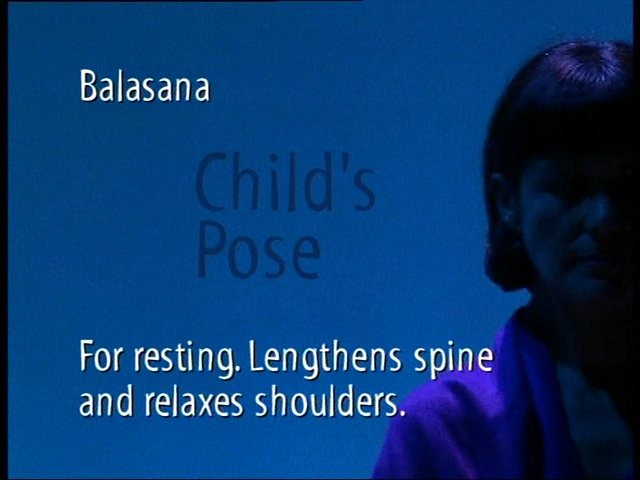 Balasana
Child's
Pose
For resting. Lengthens spine
and relaxes shoulders.